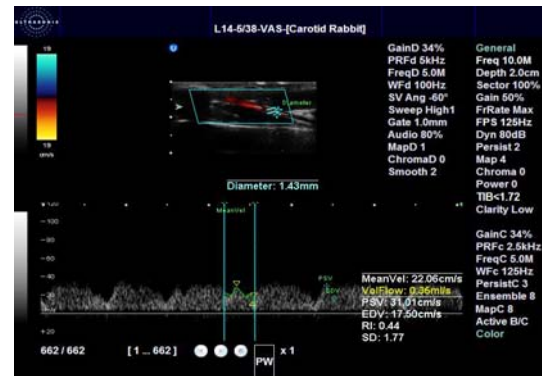 ULTRASONIX
L14-5/38-VAS-[Carotid Rabbit]
19
19
cm/s
Diameter
Diameter: 1.43mm
GainD 34%
PRFd 5kHz
FreqD 5.0M
WFd 100Hz
SV Ang -60°
Sweep High1
Gate 1.0mm
Audio 80%
MapD 1
ChromaD 0
Smooth 2
General
Freq 10.0M
Depth 2.0cm
Sector 100%
Gain 50%
FrRate Max
FPS 125Hz
Dyn 80dB
Persist 2
Map 4
Chroma 0
Power 0
TIB<1.72
Clarity Low
GainC 34%
PRFc 2.5kHz
FreqC 5.0M
WFc 125Hz
PersistC 3
Ensemble 8
MapC 8
Active B/C
Color
MeanVel
-100
-80
-60
-40
+20
PSV
EDV
MeanVel: 22.06cm/s
VolFlow: 0.36ml/s
PSV: 31.01cm/s
EDV: 17.50cm/s
RI: 0.44
SD: 1.77
662 / 662
[ 1 ... 662 ]
x 1
PW